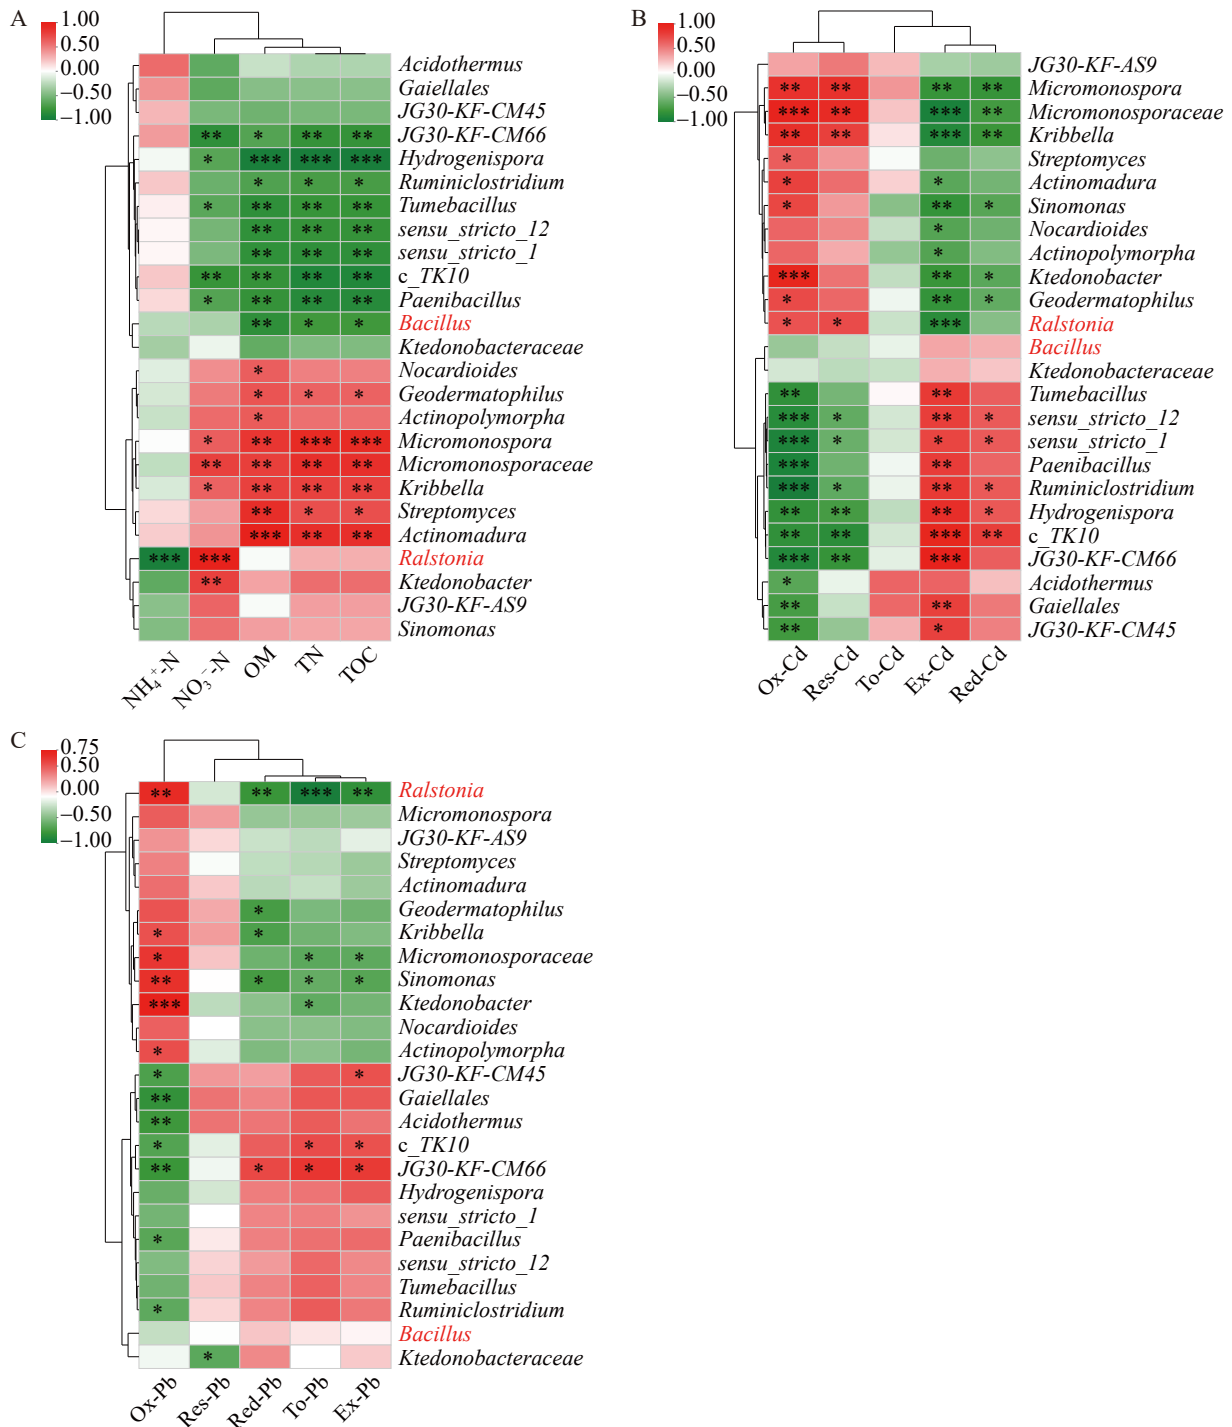 A
1.00
0.50
0.00
−0.50
−1.00
Acidothermus
Gaiellales
JG30-KF-CM45
** * ** ** JG30-KF-CM66
* *** *** *** Hydrogenispora
* * * Ruminiclostridium
* ** ** ** Tumebacillus
** ** ** sensu_stricto_12
** ** ** sensu_stricto_1
** ** ** ** c_TK10
* ** ** ** Paenibacillus
** * * Bacillus
Ktedonobacteraceae
* Nocardioides
* * * Geodermatophilus
* Actinopolymorpha
* ** *** *** Micromonospora
** ** ** ** Micromonosporaceae
* ** ** ** Kribbella
** * * Streptomyces
*** ** ** Actinomadura
*** *** Ralstonia
** Ktedonobacter
JG30-KF-AS9
Sinomonas
NH₄⁺-N NO₃⁻-N OM TN TOC
B
1.00
0.50
0.00
−0.50
−1.00
JG30-KF-AS9
** ** ** ** Micromonospora
*** ** *** ** Micromonosporaceae
** ** *** ** Kribbella
* Streptomyces
* * Actinomadura
* ** * Sinomonas
* Nocardioides
* Actinopolymorpha
*** ** * Ktedonobacter
* ** * Geodermatophilus
* * *** Ralstonia
Bacillus
Ktedonobacteraceae
** ** Tumebacillus
*** * ** * sensu_stricto_12
*** * * * sensu_stricto_1
*** ** Paenibacillus
*** * ** * Ruminiclostridium
** ** ** * Hydrogenispora
** ** *** ** c_TK10
*** ** *** JG30-KF-CM66
* Acidothermus
** ** Gaiellales
** * JG30-KF-CM45
Ox-Cd Res-Cd To-Cd Ex-Cd Red-Cd
C
0.75
0.50
0.00
−0.50
−1.00
** ** *** ** Ralstonia
Micromonospora
JG30-KF-AS9
Streptomyces
Actinomadura
* Geodermatophilus
* * Kribbella
* * * Micromonosporaceae
** * * * Sinomonas
*** * Ktedonobacter
Nocardioides
* Actinopolymorpha
* * JG30-KF-CM45
** Gaiellales
** Acidothermus
* * * c_TK10
** * * * JG30-KF-CM66
Hydrogenispora
sensu_stricto_1
* Paenibacillus
sensu_stricto_12
Tumebacillus
* Ruminiclostridium
Bacillus
* Ktedonobacteraceae
Ox-Pb Res-Pb Red-Pb To-Pb Ex-Pb